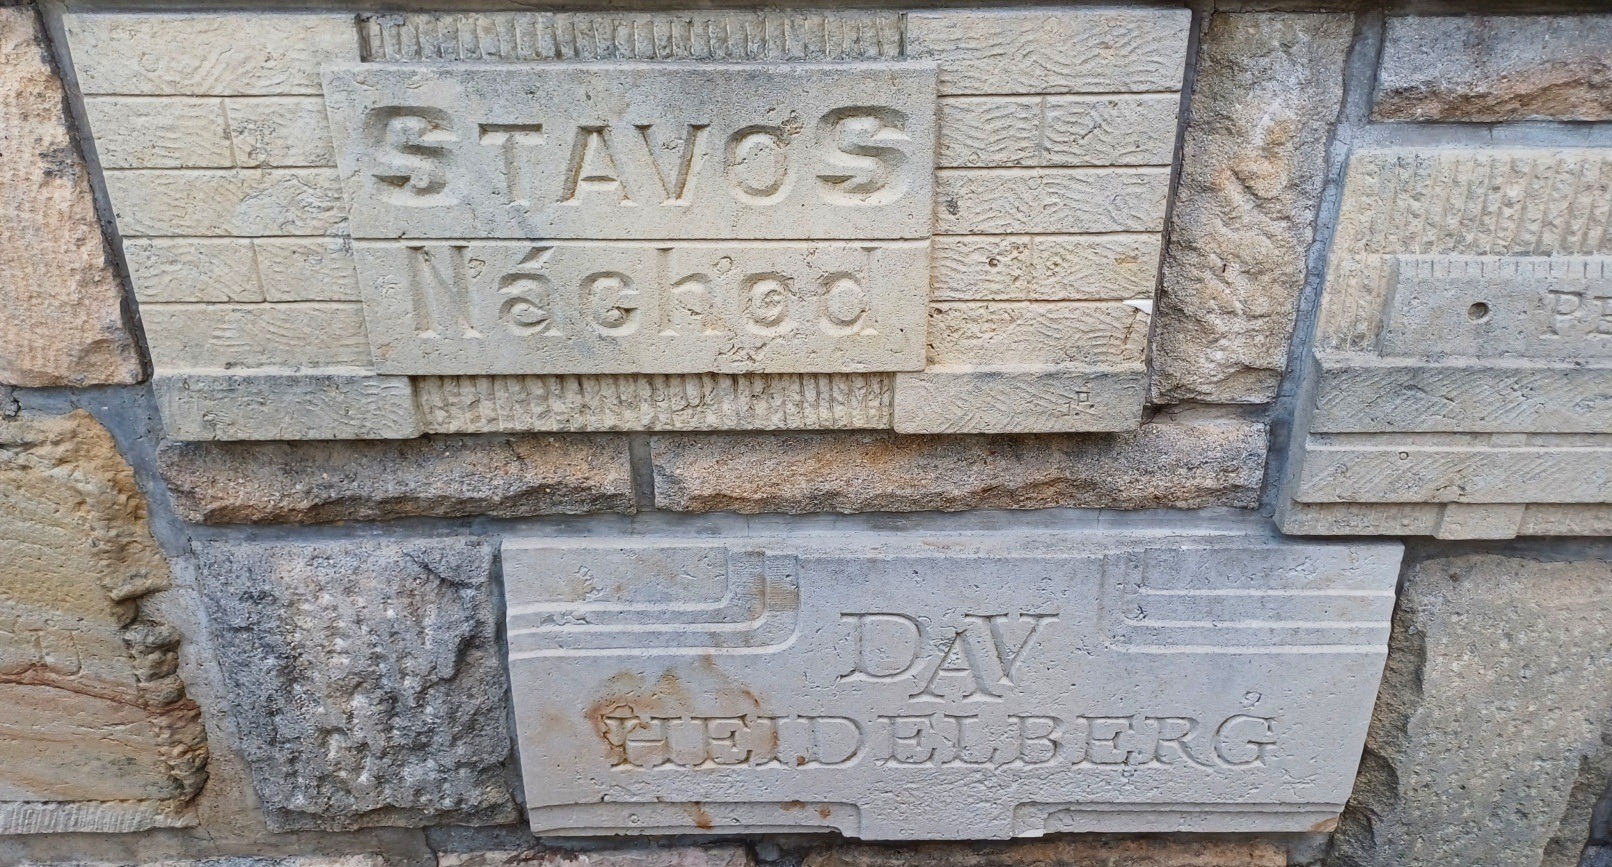 STAVOS
Náchod
DAV
HEIDELBERG